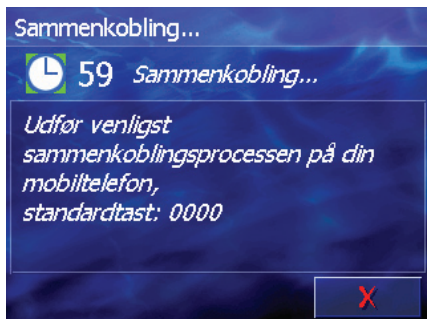 Sammenkobling...
59 Sammenkobling...
Udfør venligst
sammenkoblingsprocessen på din
mobiltelefon,
standardtast: 0000
X